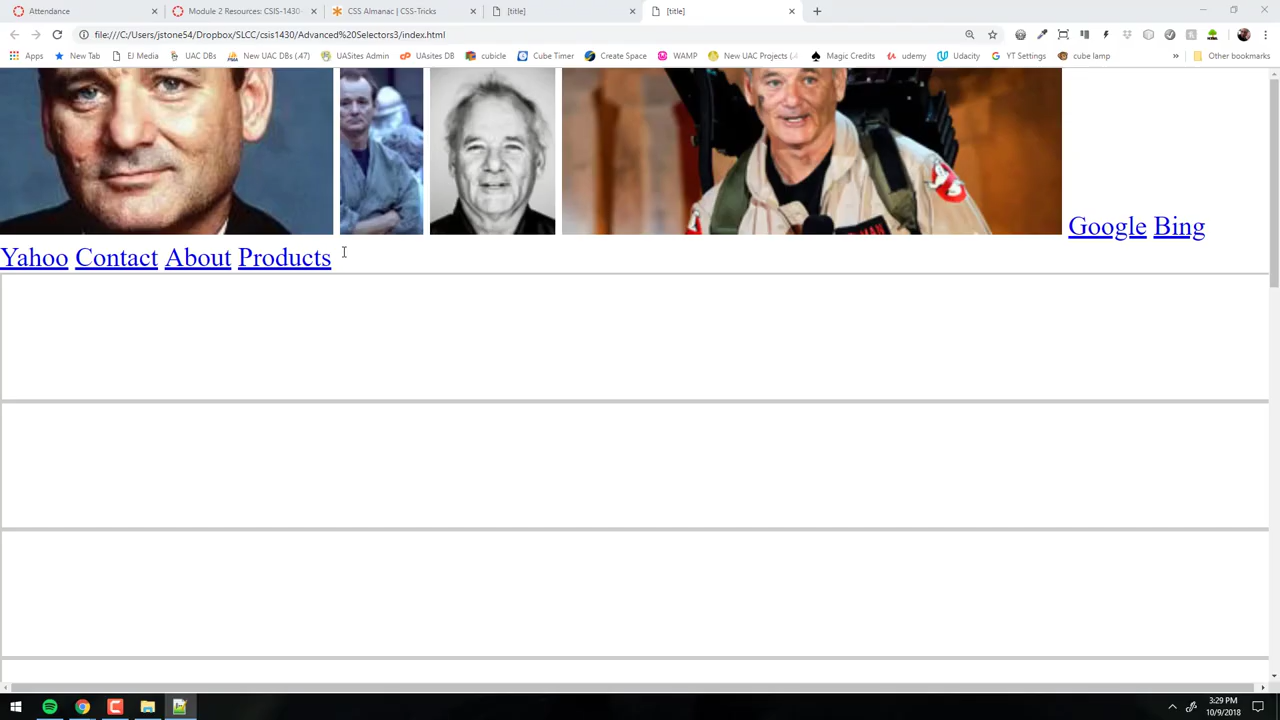 Attendance
Module 2 Resources: CSIS-1430-
CSS Almanac | CSS-Tricks
[title]
[title]
file:///C:/Users/jstone54/Dropbox/SLCC/csis1430/Advanced%20Selectors3/index.html
Apps New Tab EJ Media UAC DBs New UAC DBs (.47) UASites Admin UAsites DB cubicle Cube Timer Create Space WAMP New UAC PROD (- Magic Credits udemy Udacity YT Settings cube lamp » Other bookmarks
Google Bing
Yahoo Contact About Products
3:29 PM
10/9/2018